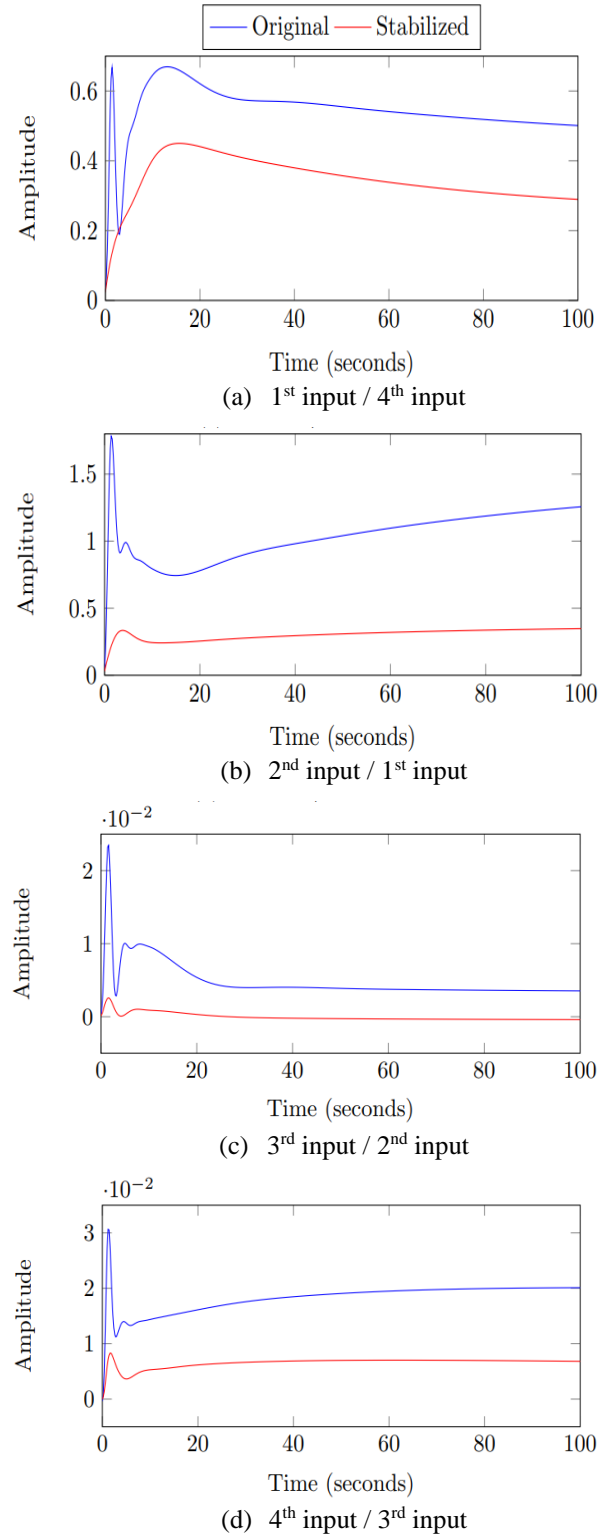 Original Stabilized
0.6
0.4
0.2
0
Amplitude
0 20 40 60 80 100
Time (seconds)
(a) 1st input / 4th input
1.5
1
0.5
0
Amplitude
0 20 40 60 80 100
Time (seconds)
(b) 2nd input / 1st input
·10−2
2
1
0
Amplitude
0 20 40 60 80 100
Time (seconds)
(c) 3rd input / 2nd input
·10−2
3
2
1
0
Amplitude
0 20 40 60 80 100
Time (seconds)
(d) 4th input / 3rd input